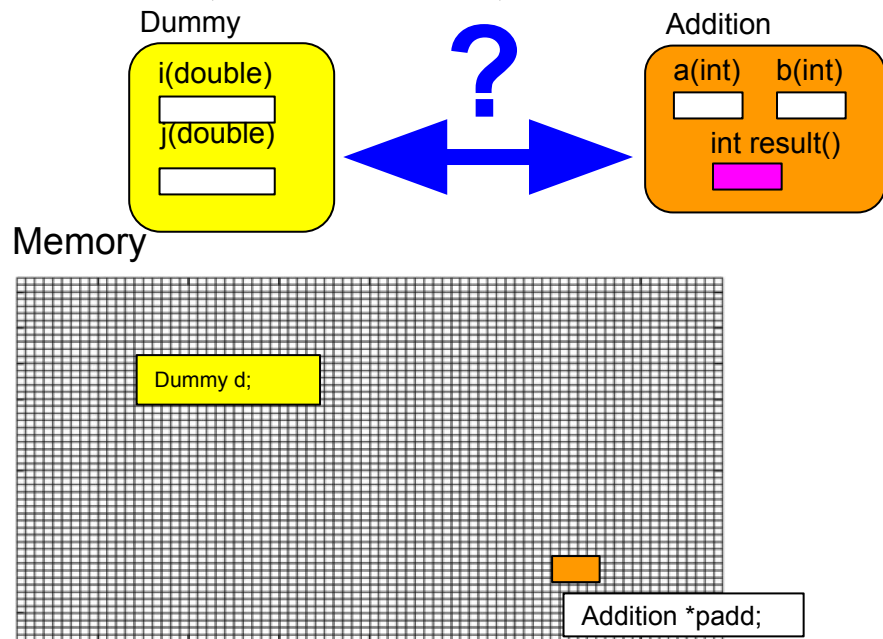 Dummy
Addition
?
i(double)
j(double)
a(int) b(int)
int result()
Memory
Dummy d;
Addition *padd;